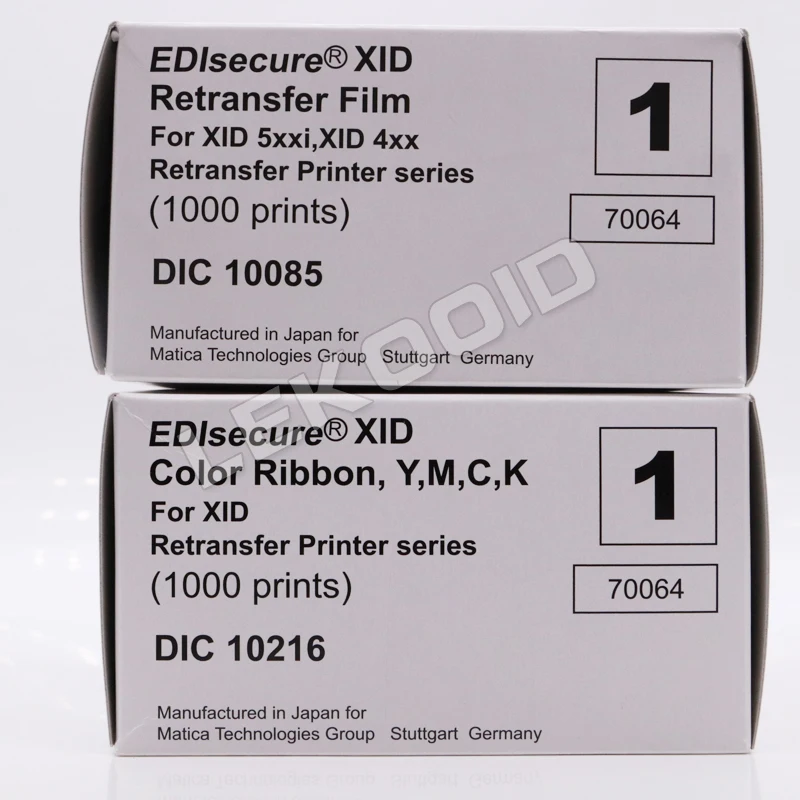 EDIsecure® XID
Retransfer Film
For XID 5xxi,XID 4xx
Retransfer Printer series
(1000 prints)
DIC 10085
Manufactured in Japan for
Matica Technologies Group Stuttgart Germany
1
70064
LEKOOID
EDIsecure® XID
Color Ribbon, Y,M,C,K
For XID
Retransfer Printer series
(1000 prints)
DIC 10216
Manufactured in Japan for
Matica Technologies Group Stuttgart Germany
1
70064